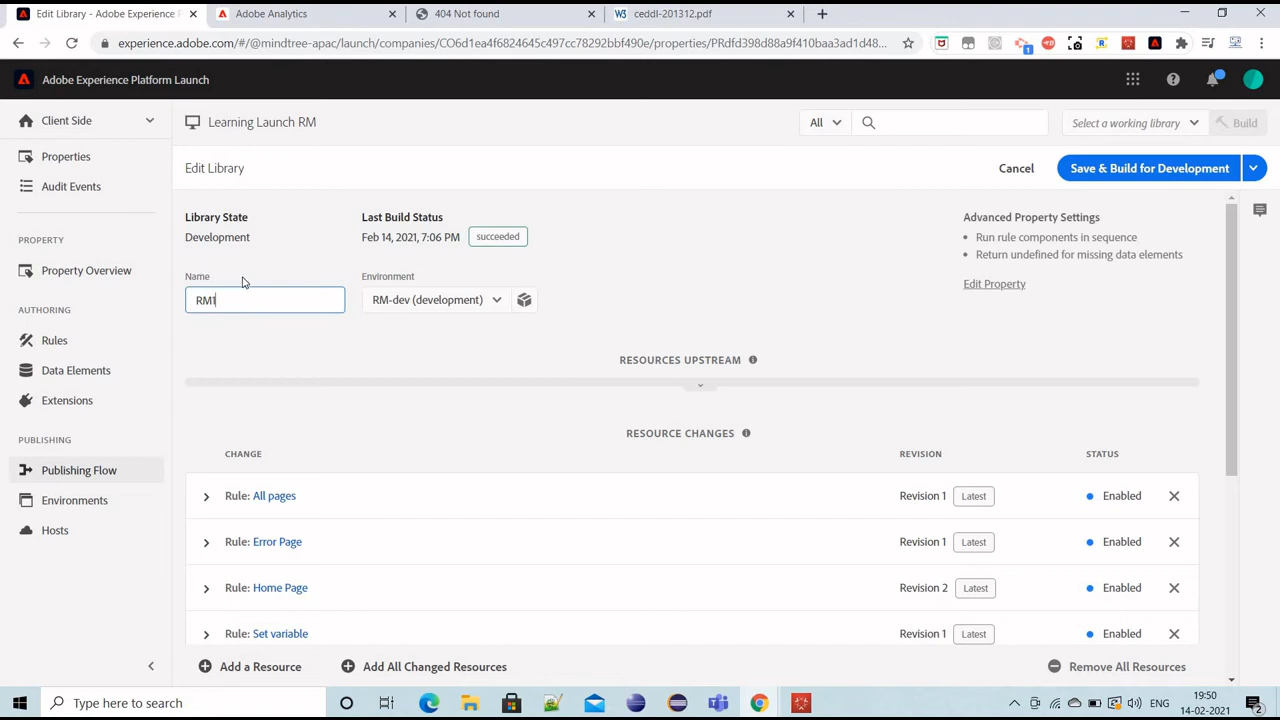 Edit Library - Adobe Experience P
Adobe Analytics
404 Not found
ceddl-201312.pdf
experience.adobe.com/#/@mindtree-apac/launch/companies/CO6d1ea4f6824645c497cc78292bbf490e/properties/PRdfd398d88a9f410baa3ad1d48...
Adobe Experience Platform Launch
Client Side
Learning Launch RM
All
Select a working library
Build
Properties
Audit Events
Edit Library
Cancel
Save & Build for Development
Library State
Development
Last Build Status
Feb 14, 2021, 7:06 PM
succeeded
Advanced Property Settings
Run rule components in sequence
Return undefined for missing data elements
Edit Property
PROPERTY
Property Overview
Name
RM1
Environment
RM-dev (development)
AUTHORING
Rules
Data Elements
Extensions
RESOURCES UPSTREAM
RESOURCE CHANGES
PUBLISHING
Publishing Flow
Environments
Hosts
CHANGE
REVISION
STATUS
Rule: All pages
Revision 1
Latest
Enabled
Rule: Error Page
Revision 1
Latest
Enabled
Rule: Home Page
Revision 2
Latest
Enabled
Rule: Set variable
Revision 1
Latest
Enabled
Add a Resource
Add All Changed Resources
Remove All Resources
Type here to search
ENG
19:50
14-02-2021
2
1